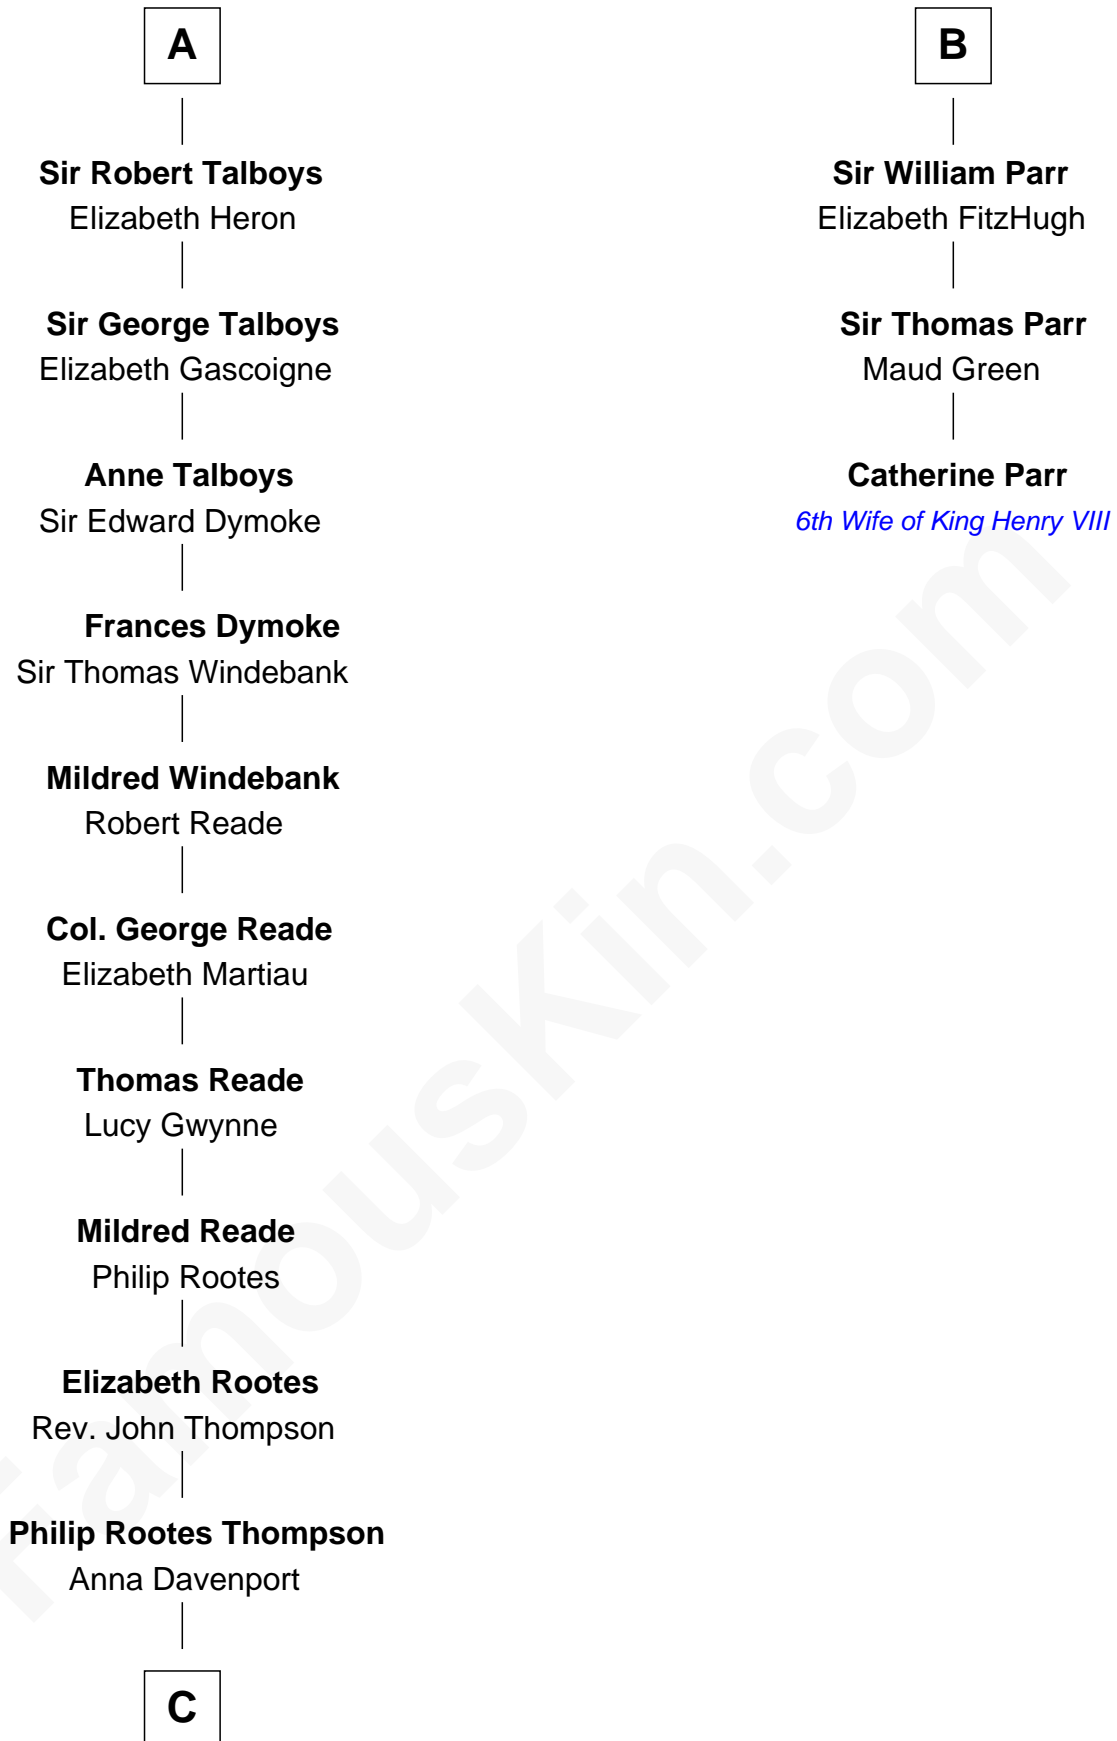 A
Sir Robert Talboys
Elizabeth Heron
Sir George Talboys
Elizabeth Gascoigne
Anne Talboys
Sir Edward Dymoke
Frances Dymoke
Sir Thomas Windebank
Mildred Windebank
Robert Reade
Col. George Reade
Elizabeth Martiau
Thomas Reade
Lucy Gwynne
Mildred Reade
Philip Rootes
Elizabeth Rootes
Rev. John Thompson
Philip Rootes Thompson
Anna Davenport
C
B
Sir William Parr
Elizabeth FitzHugh
Sir Thomas Parr
Maud Green
Catherine Parr
6th Wife of King Henry VIII
FamousKin.com